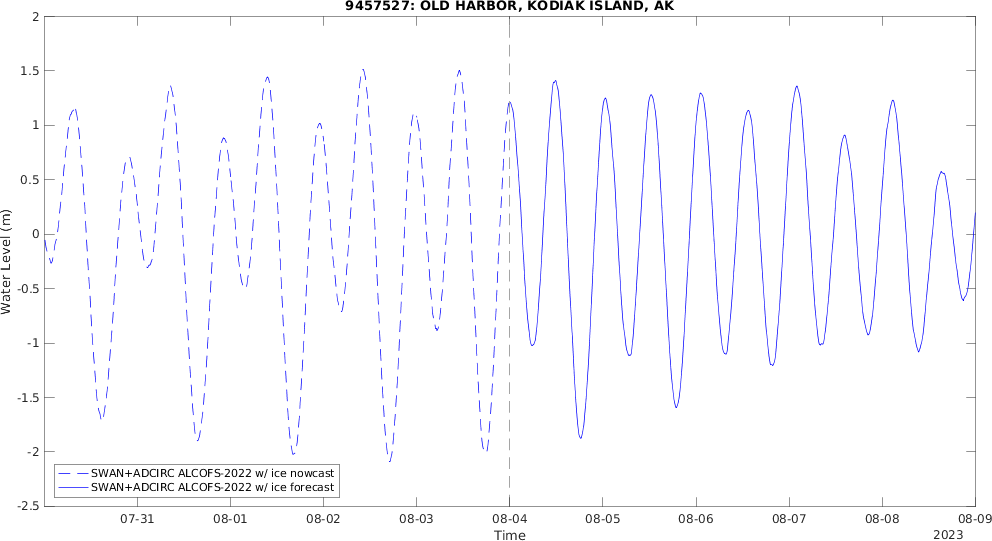 9457527: OLD HARBOR, KODIAK ISLAND, AK
2
1.5
1
0.5
0
-0.5
-1
-1.5
-2
-2.5
Water Level (m)
SWAN+ADCIRC ALCOFS-2022 w/ ice nowcast
SWAN+ADCIRC ALCOFS-2022 w/ ice forecast
07-31 08-01 08-02 08-03 08-04 08-05 08-06 08-07 08-08 08-09
Time
2023